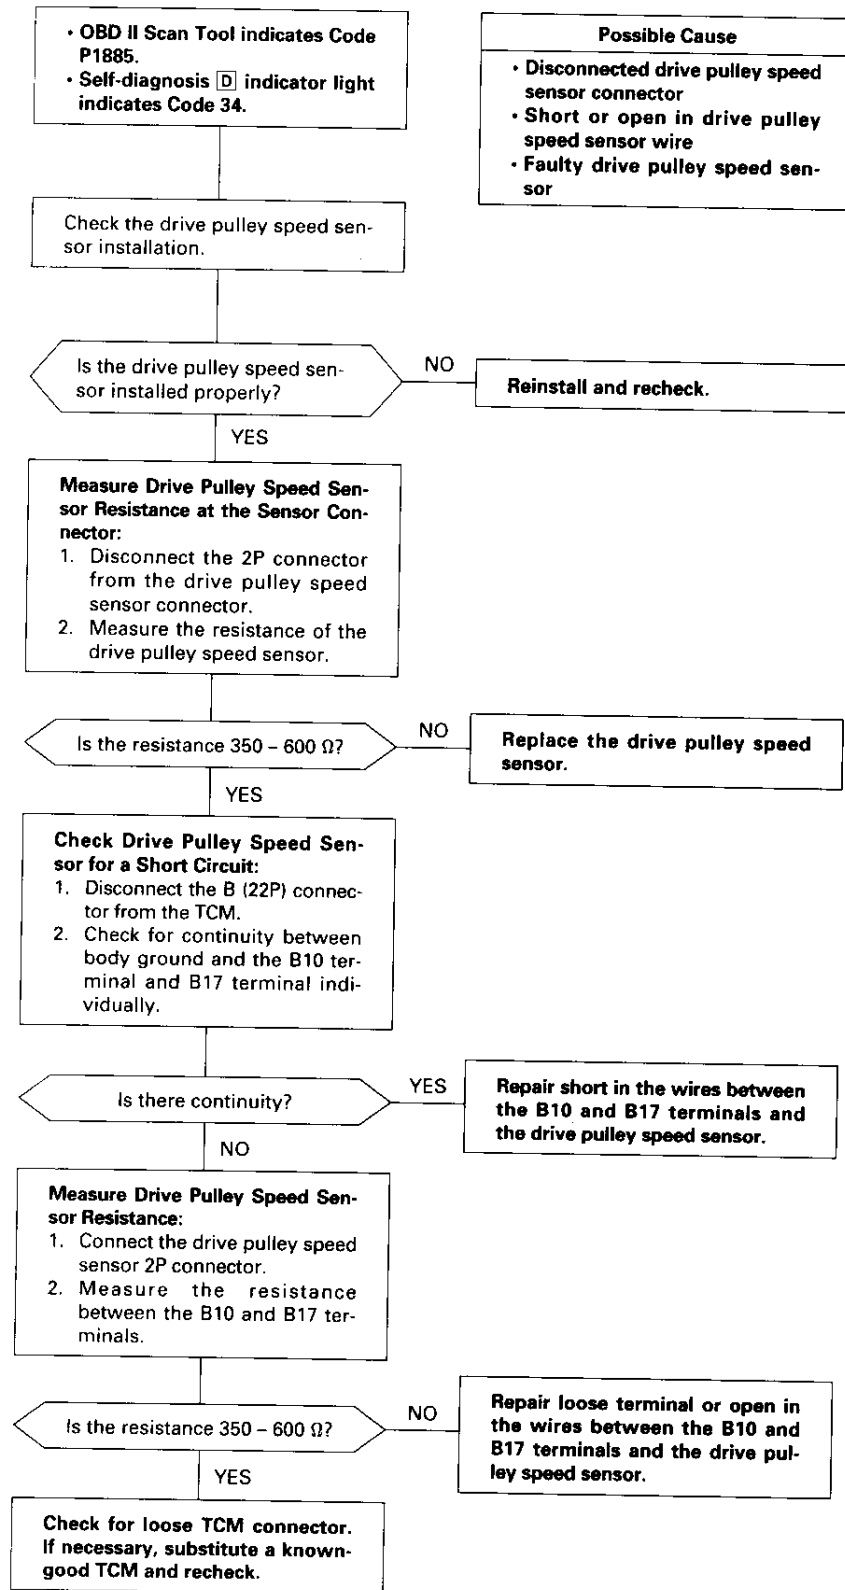 • OBD II Scan Tool indicates Code
P1885.
• Self-diagnosis D indicator light
indicates Code 34.
Possible Cause
• Disconnected drive pulley speed
sensor connector
• Short or open in drive pulley
speed sensor wire
• Faulty drive pulley speed sen-
sor
Check the drive pulley speed sen-
sor installation.
Is the drive pulley speed sen-
sor installed properly?
NO
Reinstall and recheck.
YES
Measure Drive Pulley Speed Sen-
sor Resistance at the Sensor Con-
nector:
1. Disconnect the 2P connector
from the drive pulley speed
sensor connector.
2. Measure the resistance of the
drive pulley speed sensor.
Is the resistance 350 – 600 Ω?
NO
Replace the drive pulley speed
sensor.
YES
Check Drive Pulley Speed Sen-
sor for a Short Circuit:
1. Disconnect the B (22P) connec-
tor from the TCM.
2. Check for continuity between
body ground and the B10 ter-
minal and B17 terminal indi-
vidually.
Is there continuity?
YES
Repair short in the wires between
the B10 and B17 terminals and
the drive pulley speed sensor.
NO
Measure Drive Pulley Speed Sen-
sor Resistance:
1. Connect the drive pulley speed
sensor 2P connector.
2. Measure the resistance
between the B10 and B17 ter-
minals.
Is the resistance 350 – 600 Ω?
NO
Repair loose terminal or open in
the wires between the B10 and
B17 terminals and the drive pul-
ley speed sensor.
YES
Check for loose TCM connector.
If necessary, substitute a known-
good TCM and recheck.